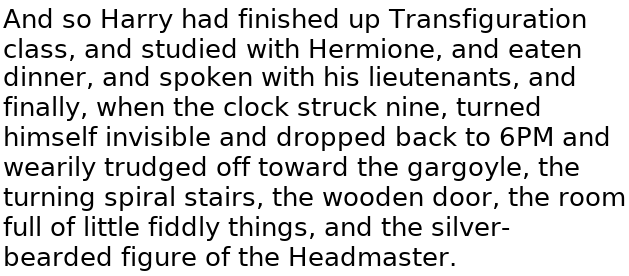 And so Harry had finished up Transfiguration
class, and studied with Hermione, and eaten
dinner, and spoken with his lieutenants, and
finally, when the clock struck nine, turned
himself invisible and dropped back to 6PM and
wearily trudged off toward the gargoyle, the
turning spiral stairs, the wooden door, the room
full of little fiddly things, and the silver-
bearded figure of the Headmaster.